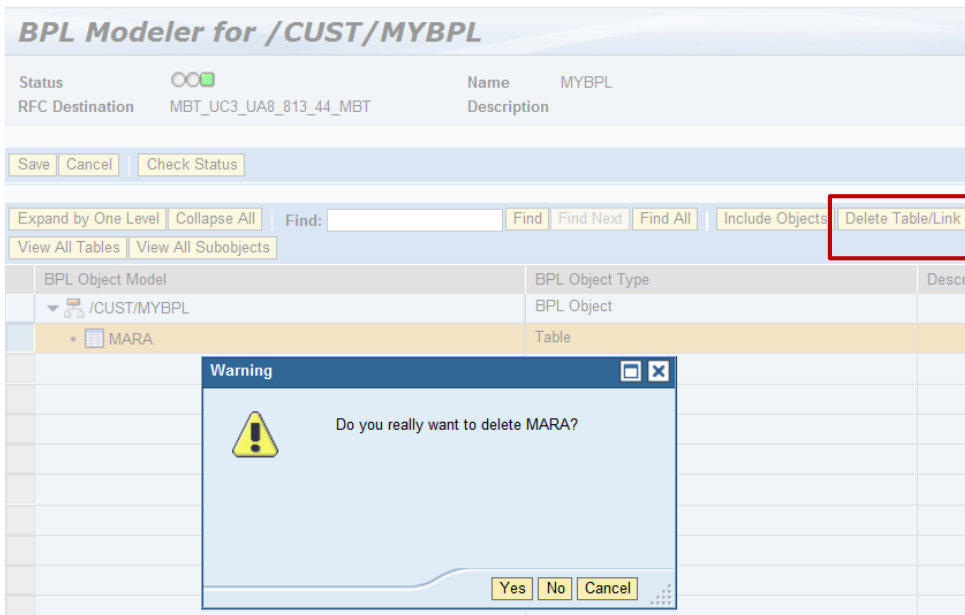 BPL Modeler for /CUST/MYBPL
Status Name MYBPL
RFC Destination MBT_UC3_UA8_813_44_MBT Description
Save Cancel Check Status
Expand by One Level Collapse All Find: Find Find Next Find All Include Objects Delete Table/Link
View All Tables View All Subobjects
BPL Object Model BPL Object Type Descr
/CUST/MYBPL BPL Object
MARA Table
Warning
Do you really want to delete MARA?
Yes No Cancel